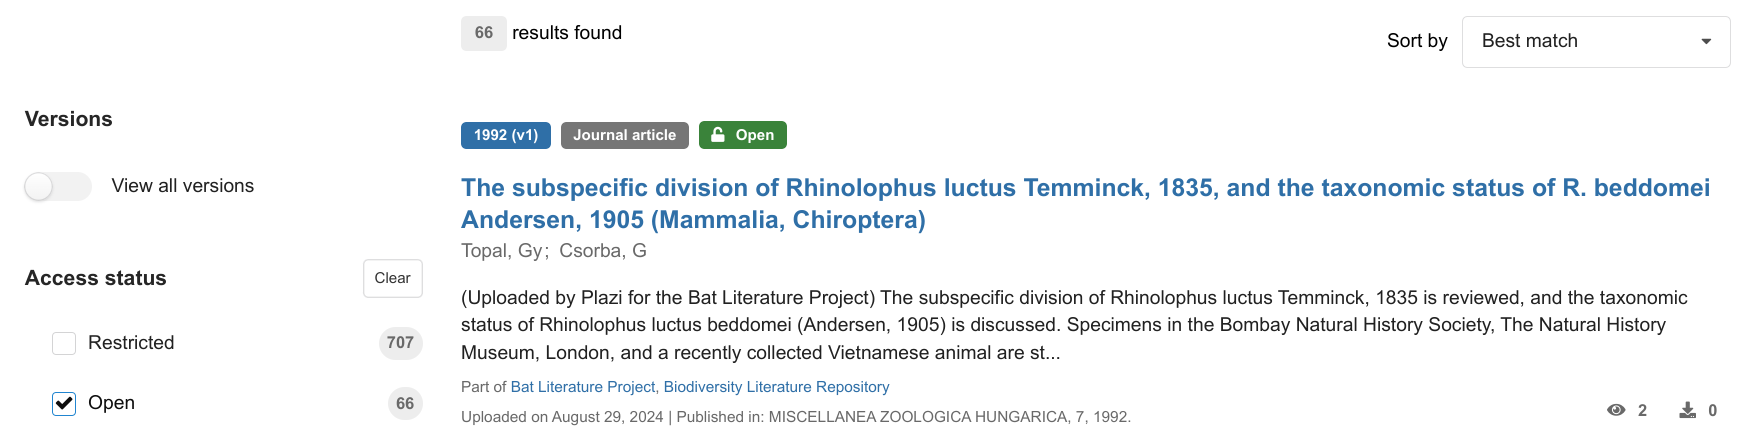 66 results found
Sort by
Best match
Versions
View all versions
Access status
Clear
Restricted
707
Open
66
1992 (v1)
Journal article
Open
The subspecific division of Rhinolophus luctus Temminck, 1835, and the taxonomic status of R. beddomei
Andersen, 1905 (Mammalia, Chiroptera)
Topal, Gy; Csorba, G
(Uploaded by Plazi for the Bat Literature Project) The subspecific division of Rhinolophus luctus Temminck, 1835 is reviewed, and the taxonomic
status of Rhinolophus luctus beddomei (Andersen, 1905) is discussed. Specimens in the Bombay Natural History Society, The Natural History
Museum, London, and a recently collected Vietnamese animal are st...
Part of Bat Literature Project, Biodiversity Literature Repository
Uploaded on August 29, 2024 | Published in: MISCELLANEA ZOOLOGICA HUNGARICA, 7, 1992.
2
0